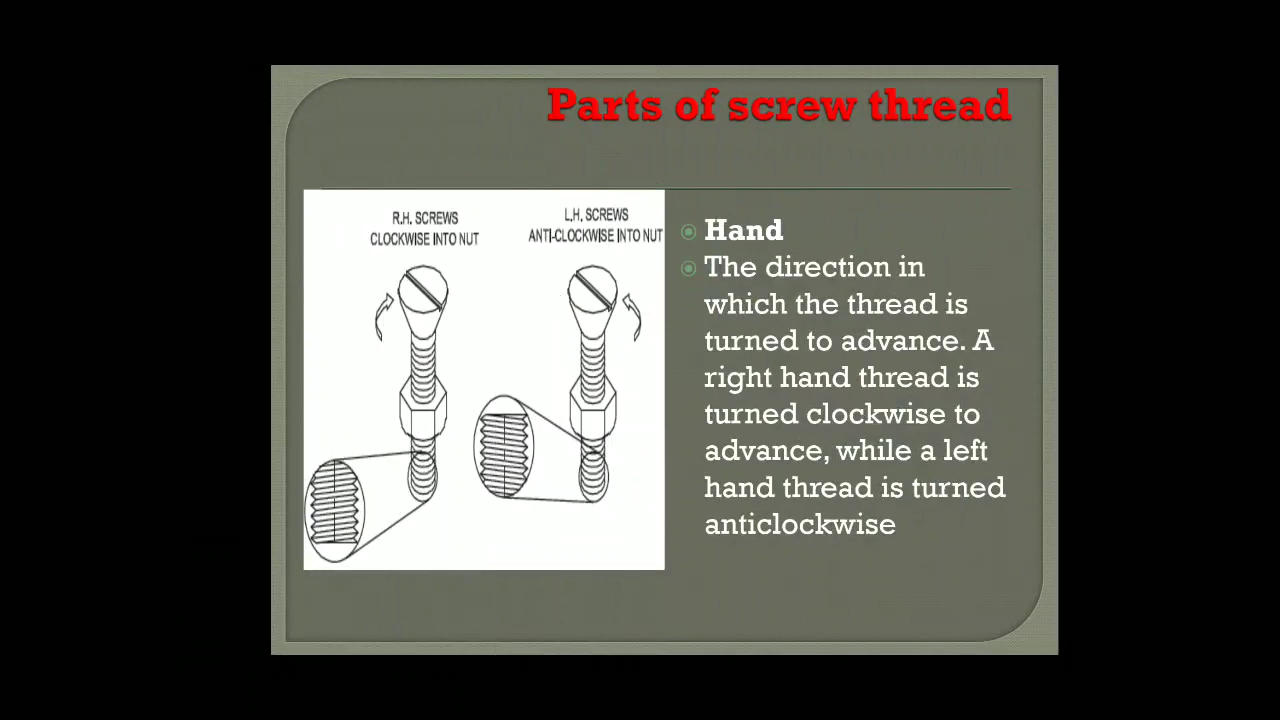 Parts of screw thread
R.H. SCREWS
CLOCKWISE INTO NUT
L.H. SCREWS
ANTI-CLOCKWISE INTO NUT
Hand
The direction in
which the thread is
turned to advance. A
right hand thread is
turned clockwise to
advance, while a left
hand thread is turned
anticlockwise